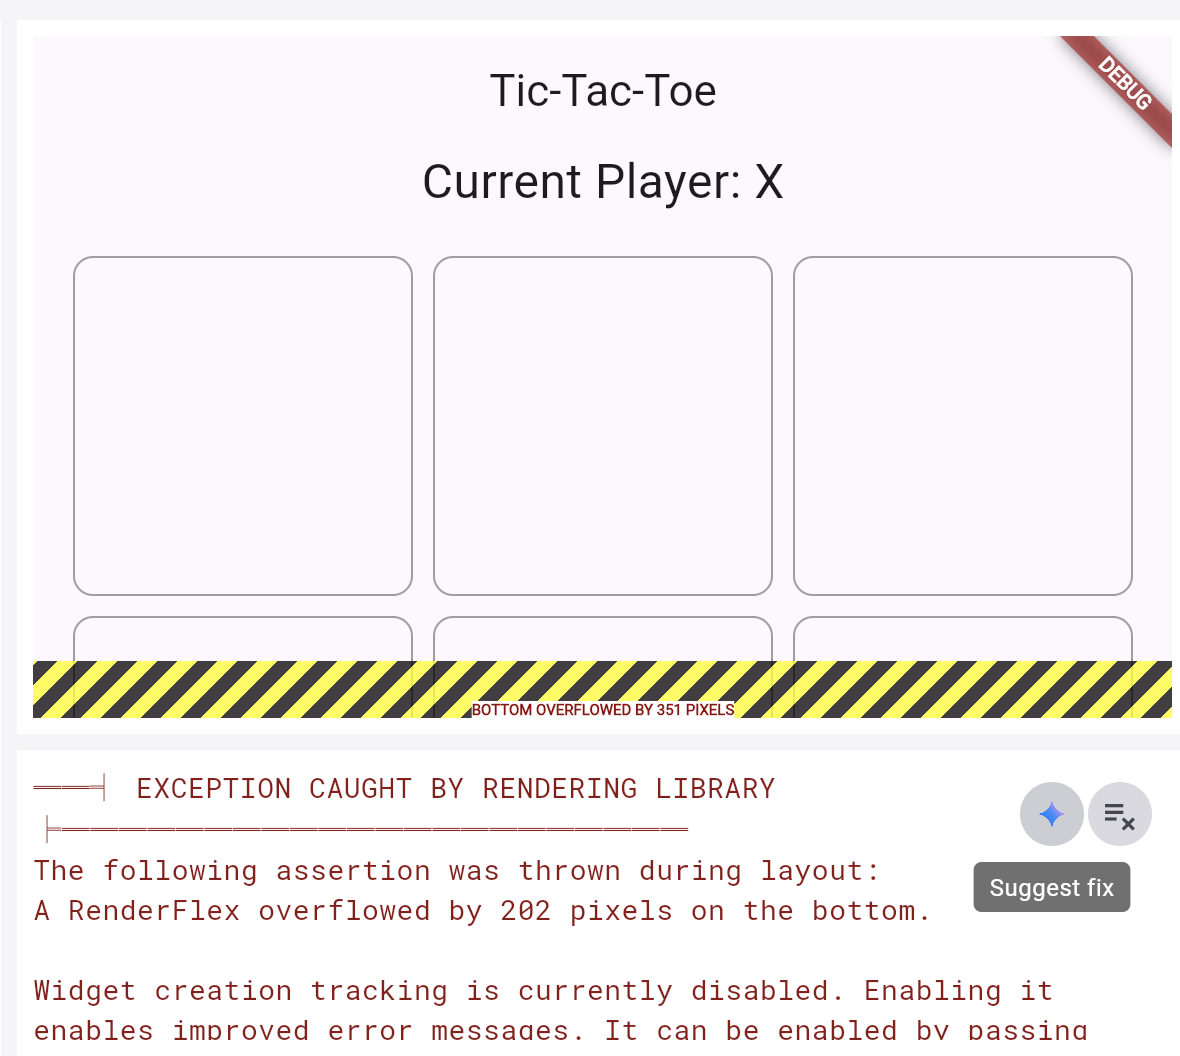 DEBUG
Tic-Tac-Toe
Current Player: X
BOTTOM OVERFLOWED BY 351 PIXELS
════╡ EXCEPTION CAUGHT BY RENDERING LIBRARY
╞════════════════════════════════════
The following assertion was thrown during layout:
A RenderFlex overflowed by 202 pixels on the bottom.
Suggest fix
Widget creation tracking is currently disabled. Enabling it
enables improved error messages. It can be enabled by passing